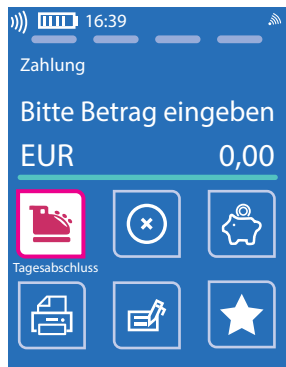 16:39
Zahlung
Bitte Betrag eingeben
EUR 0,00
Tagesabschluss